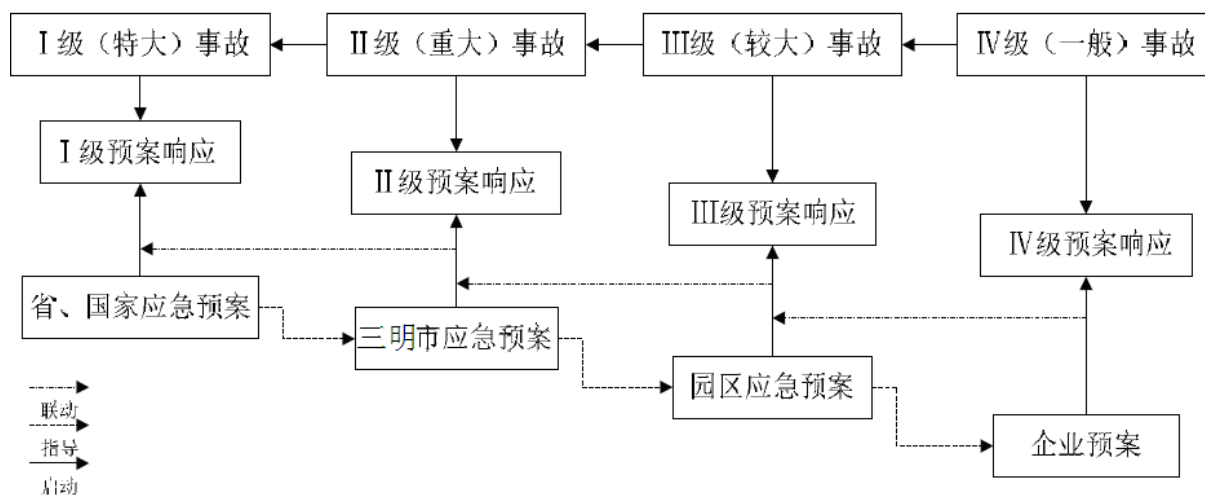 Ⅰ级（特大）事故
Ⅱ级（重大）事故
Ⅲ级（较大）事故
Ⅳ级（一般）事故
Ⅰ级预案响应
Ⅱ级预案响应
Ⅲ级预案响应
Ⅳ级预案响应
省、国家应急预案
三明市应急预案
园区应急预案
企业预案
联动
指导
启动